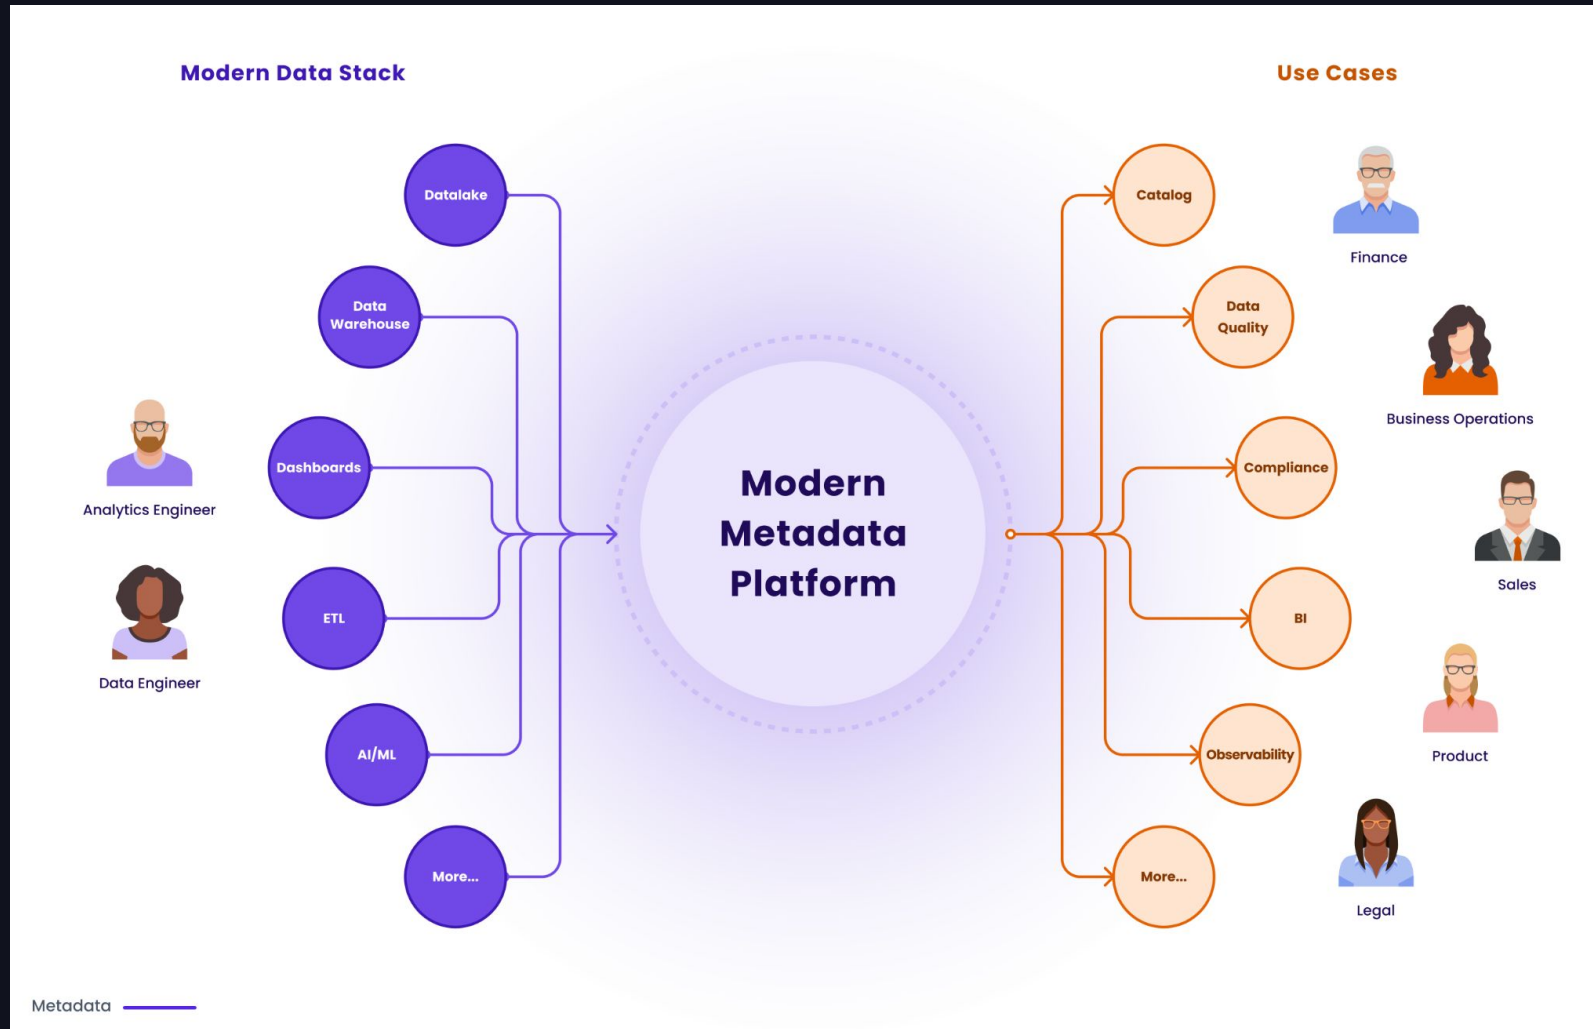 Modern Data Stack
Use Cases
Datalake
Data
Warehouse
Dashboards
ETL
AI/ML
More...
Analytics Engineer
Data Engineer
Modern
Metadata
Platform
Catalog
Data
Quality
Compliance
BI
Observability
More...
Finance
Business Operations
Sales
Product
Legal
Metadata